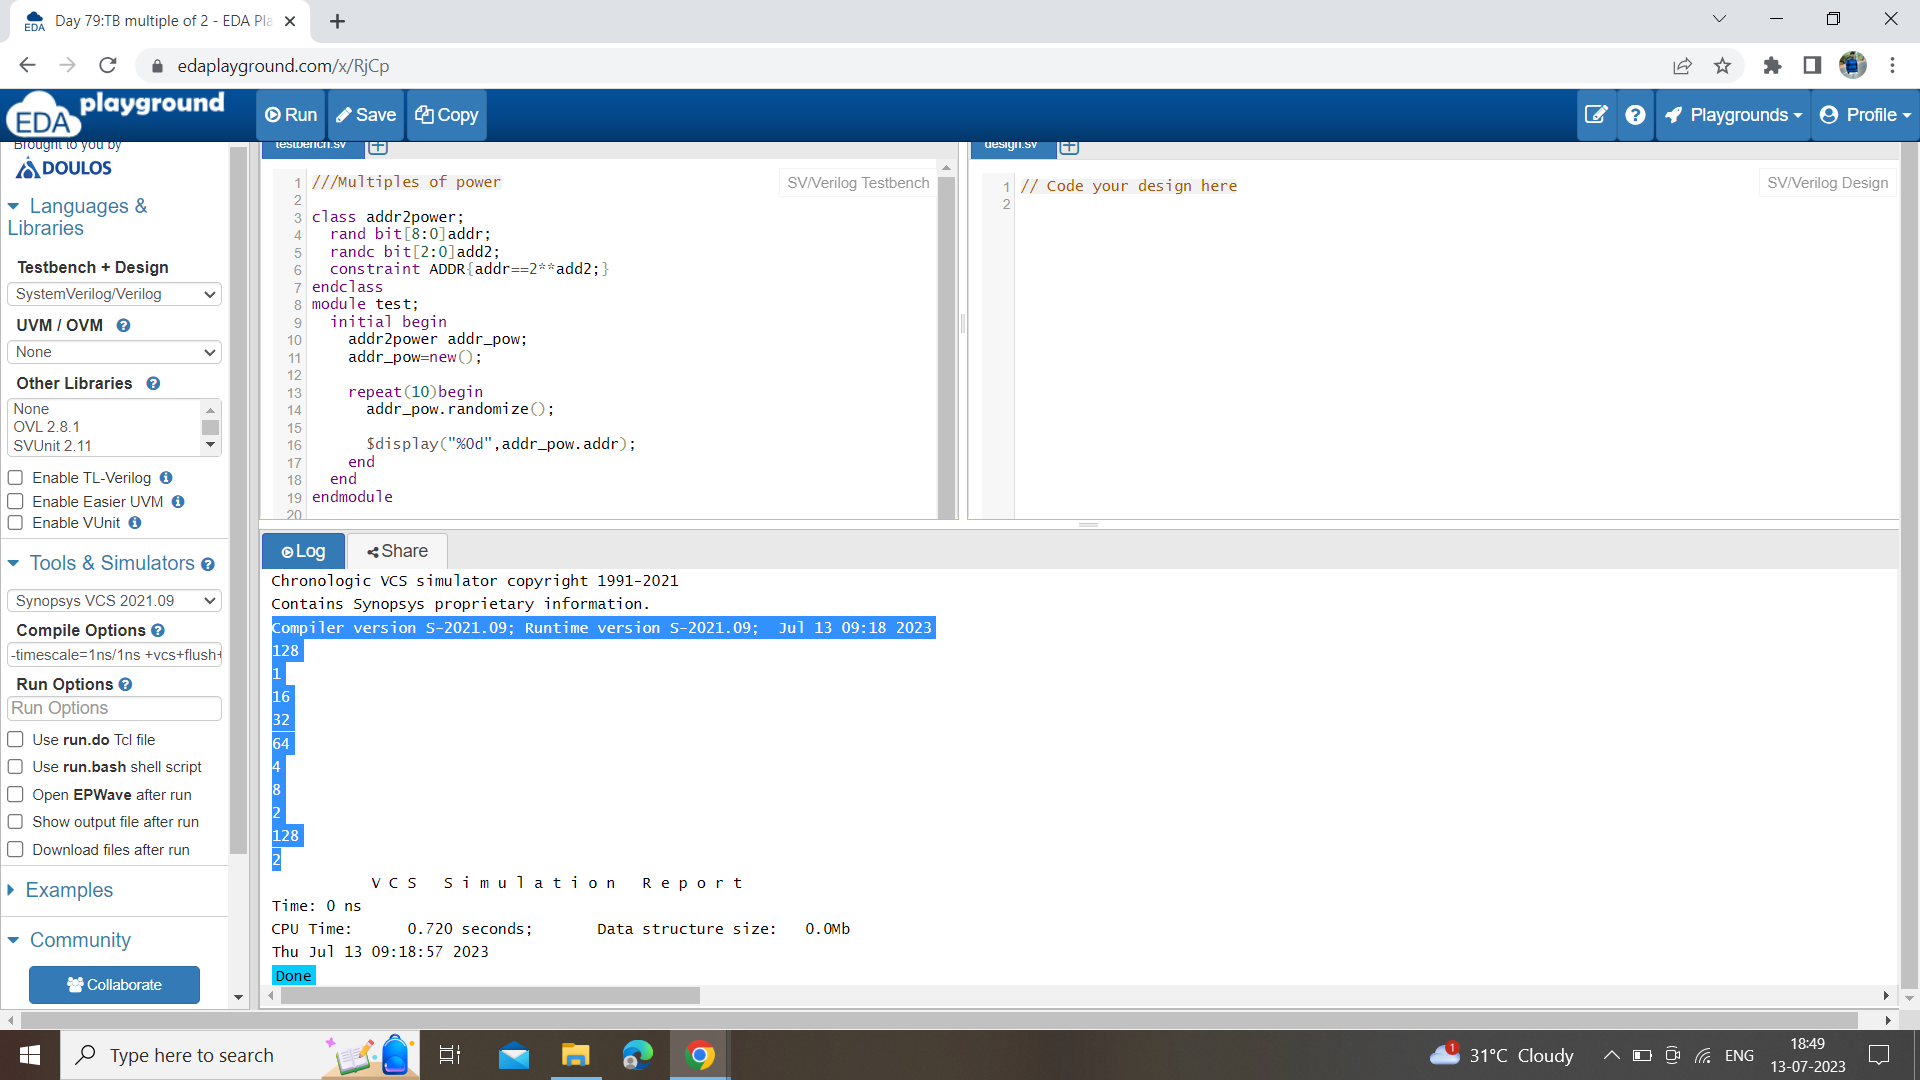 Day 79:TB multiple of 2 - EDA Pla
edaplayground.com/x/RjCp
EDA playground
Run
Save
Copy
Playgrounds
Profile
Brought to you by
DOULOS
Languages & Libraries
Testbench + Design
SystemVerilog/Verilog
UVM / OVM
None
Other Libraries
None
OVL 2.8.1
SVUnit 2.11
Enable TL-Verilog
Enable Easier UVM
Enable VUnit
Tools & Simulators
Synopsys VCS 2021.09
Compile Options
-timescale=1ns/1ns +vcs+flush+
Run Options
Run Options
Use run.do Tcl file
Use run.bash shell script
Open EPWave after run
Show output file after run
Download files after run
Examples
Community
Collaborate
testbench.sv
SV/Verilog Testbench
1 ///Multiples of power
2
3 class addr2power;
4 rand bit[8:0]addr;
5 randc bit[2:0]add2;
6 constraint ADDR{addr==2**add2;}
7 endclass
8 module test;
9 initial begin
10 addr2power addr_pow;
11 addr_pow=new();
12
13 repeat(10)begin
14 addr_pow.randomize();
15
16 $display("%0d",addr_pow.addr);
17 end
18 end
19 endmodule
20
design.sv
SV/Verilog Design
1 // Code your design here
2
Log
Share
Chronologic VCS simulator copyright 1991-2021
Contains Synopsys proprietary information.
Compiler version S-2021.09; Runtime version S-2021.09; Jul 13 09:18 2023
128
1
16
32
64
4
8
2
128
2
V C S S i m u l a t i o n R e p o r t
Time: 0 ns
CPU Time: 0.720 seconds; Data structure size: 0.0Mb
Thu Jul 13 09:18:57 2023
Done
Type here to search
1
31°C Cloudy
ENG
18:49
13-07-2023